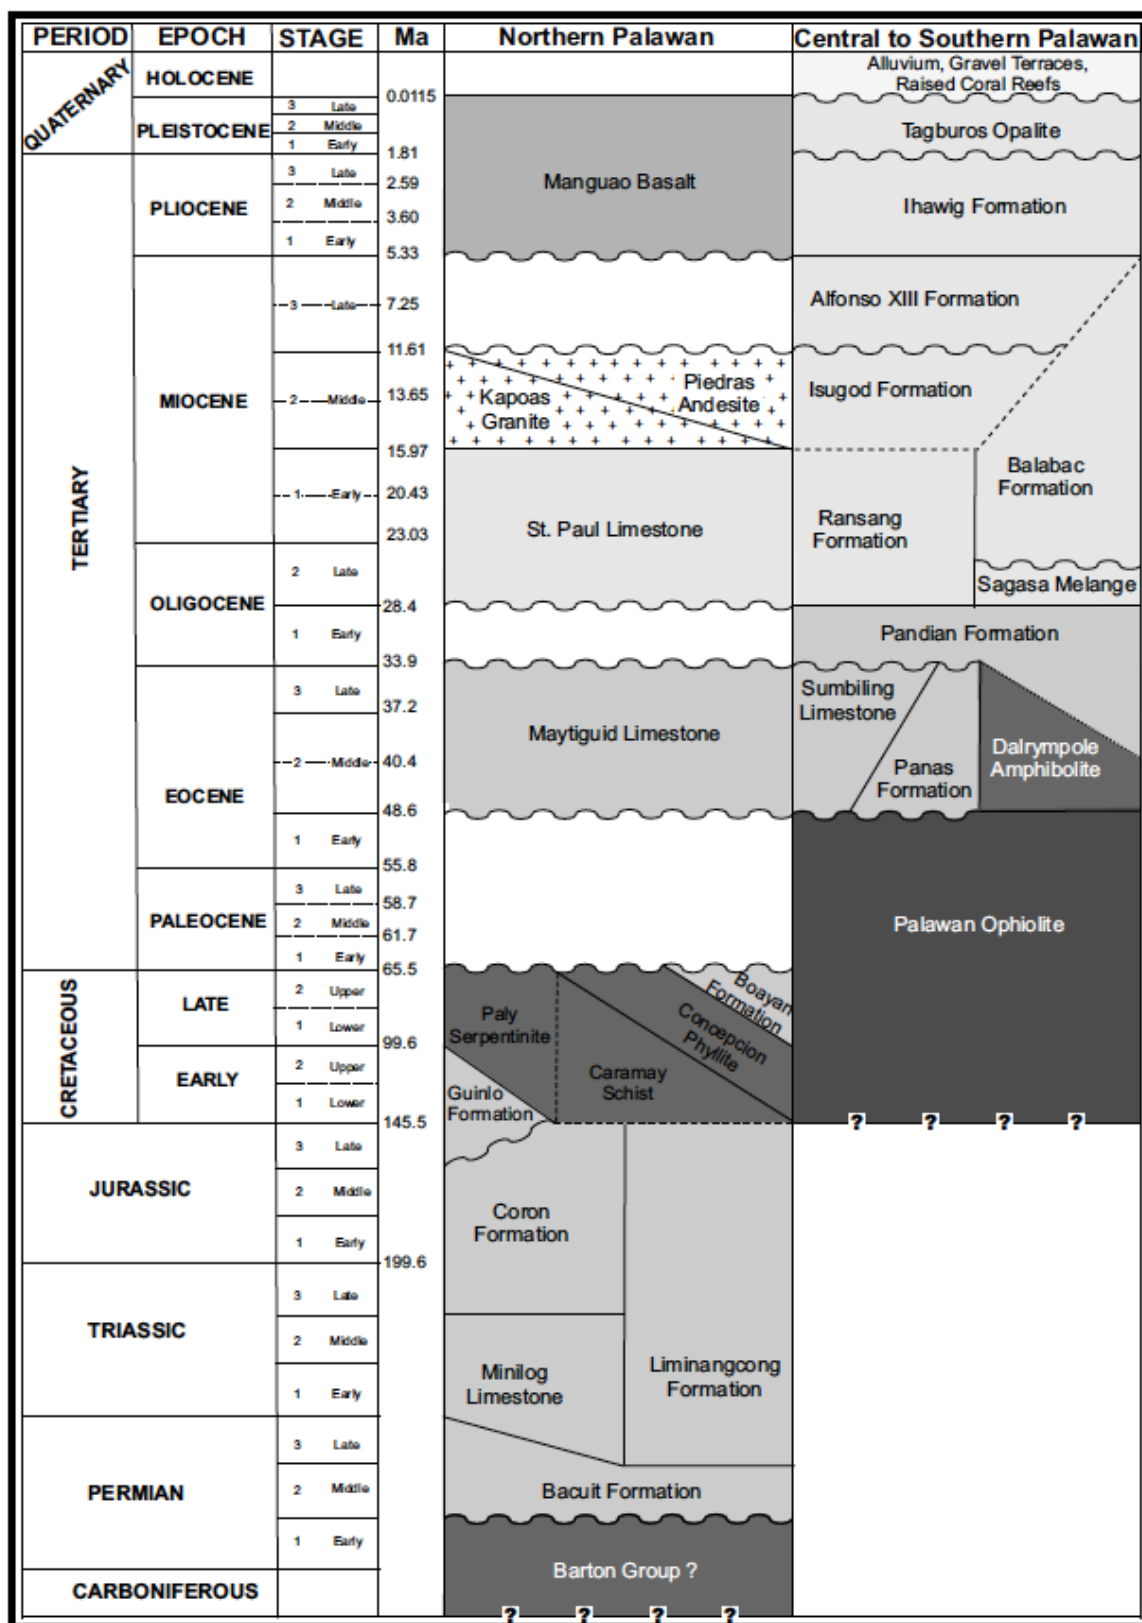 PERIOD EPOCH STAGE Ma Northern Palawan Central to Southern Palawan
QUATERNARY
HOLOCENE
PLEISTOCENE
3 Late
2 Middle
1 Early
0.0115
1.81
TERTIARY
PLIOCENE
3 Late
2 Middle
1 Early
2.59
3.60
5.33
MIOCENE
3 Late
2 Middle
1 Early
7.25
11.61
13.65
15.97
20.43
23.03
OLIGOCENE
2 Late
1 Early
28.4
33.9
EOCENE
3 Late
2 Middle
1 Early
37.2
40.4
48.6
55.8
PALEOCENE
3 Late
2 Middle
1 Early
58.7
61.7
65.5
CRETACEOUS
LATE
2 Upper
1 Lower
99.6
EARLY
2 Upper
1 Lower
145.5
JURASSIC
3 Late
2 Middle
1 Early
199.6
TRIASSIC
3 Late
2 Middle
1 Early
PERMIAN
3 Late
2 Middle
1 Early
CARBONIFEROUS
Manguao Basalt
Kapoas
Granite
Piedras
Andesite
St. Paul Limestone
Maytiguid Limestone
Paly
Serpentinite
Boayan
Formation
Concepcion
Phyllite
Caramay
Schist
Guinlo
Formation
Coron
Formation
Minilog
Limestone
Liminangcong
Formation
Bacuit Formation
Barton Group ?
? ? ? ?
Alluvium, Gravel Terraces,
Raised Coral Reefs
Tagburos Opalite
Ihawig Formation
Alfonso XIII Formation
Isugod Formation
Balabac
Formation
Ransang
Formation
Sagasa Melange
Pandian Formation
Sumbiling
Limestone
Panas
Formation
Dalrympole
Amphibolite
Palawan Ophiolite
? ? ? ?